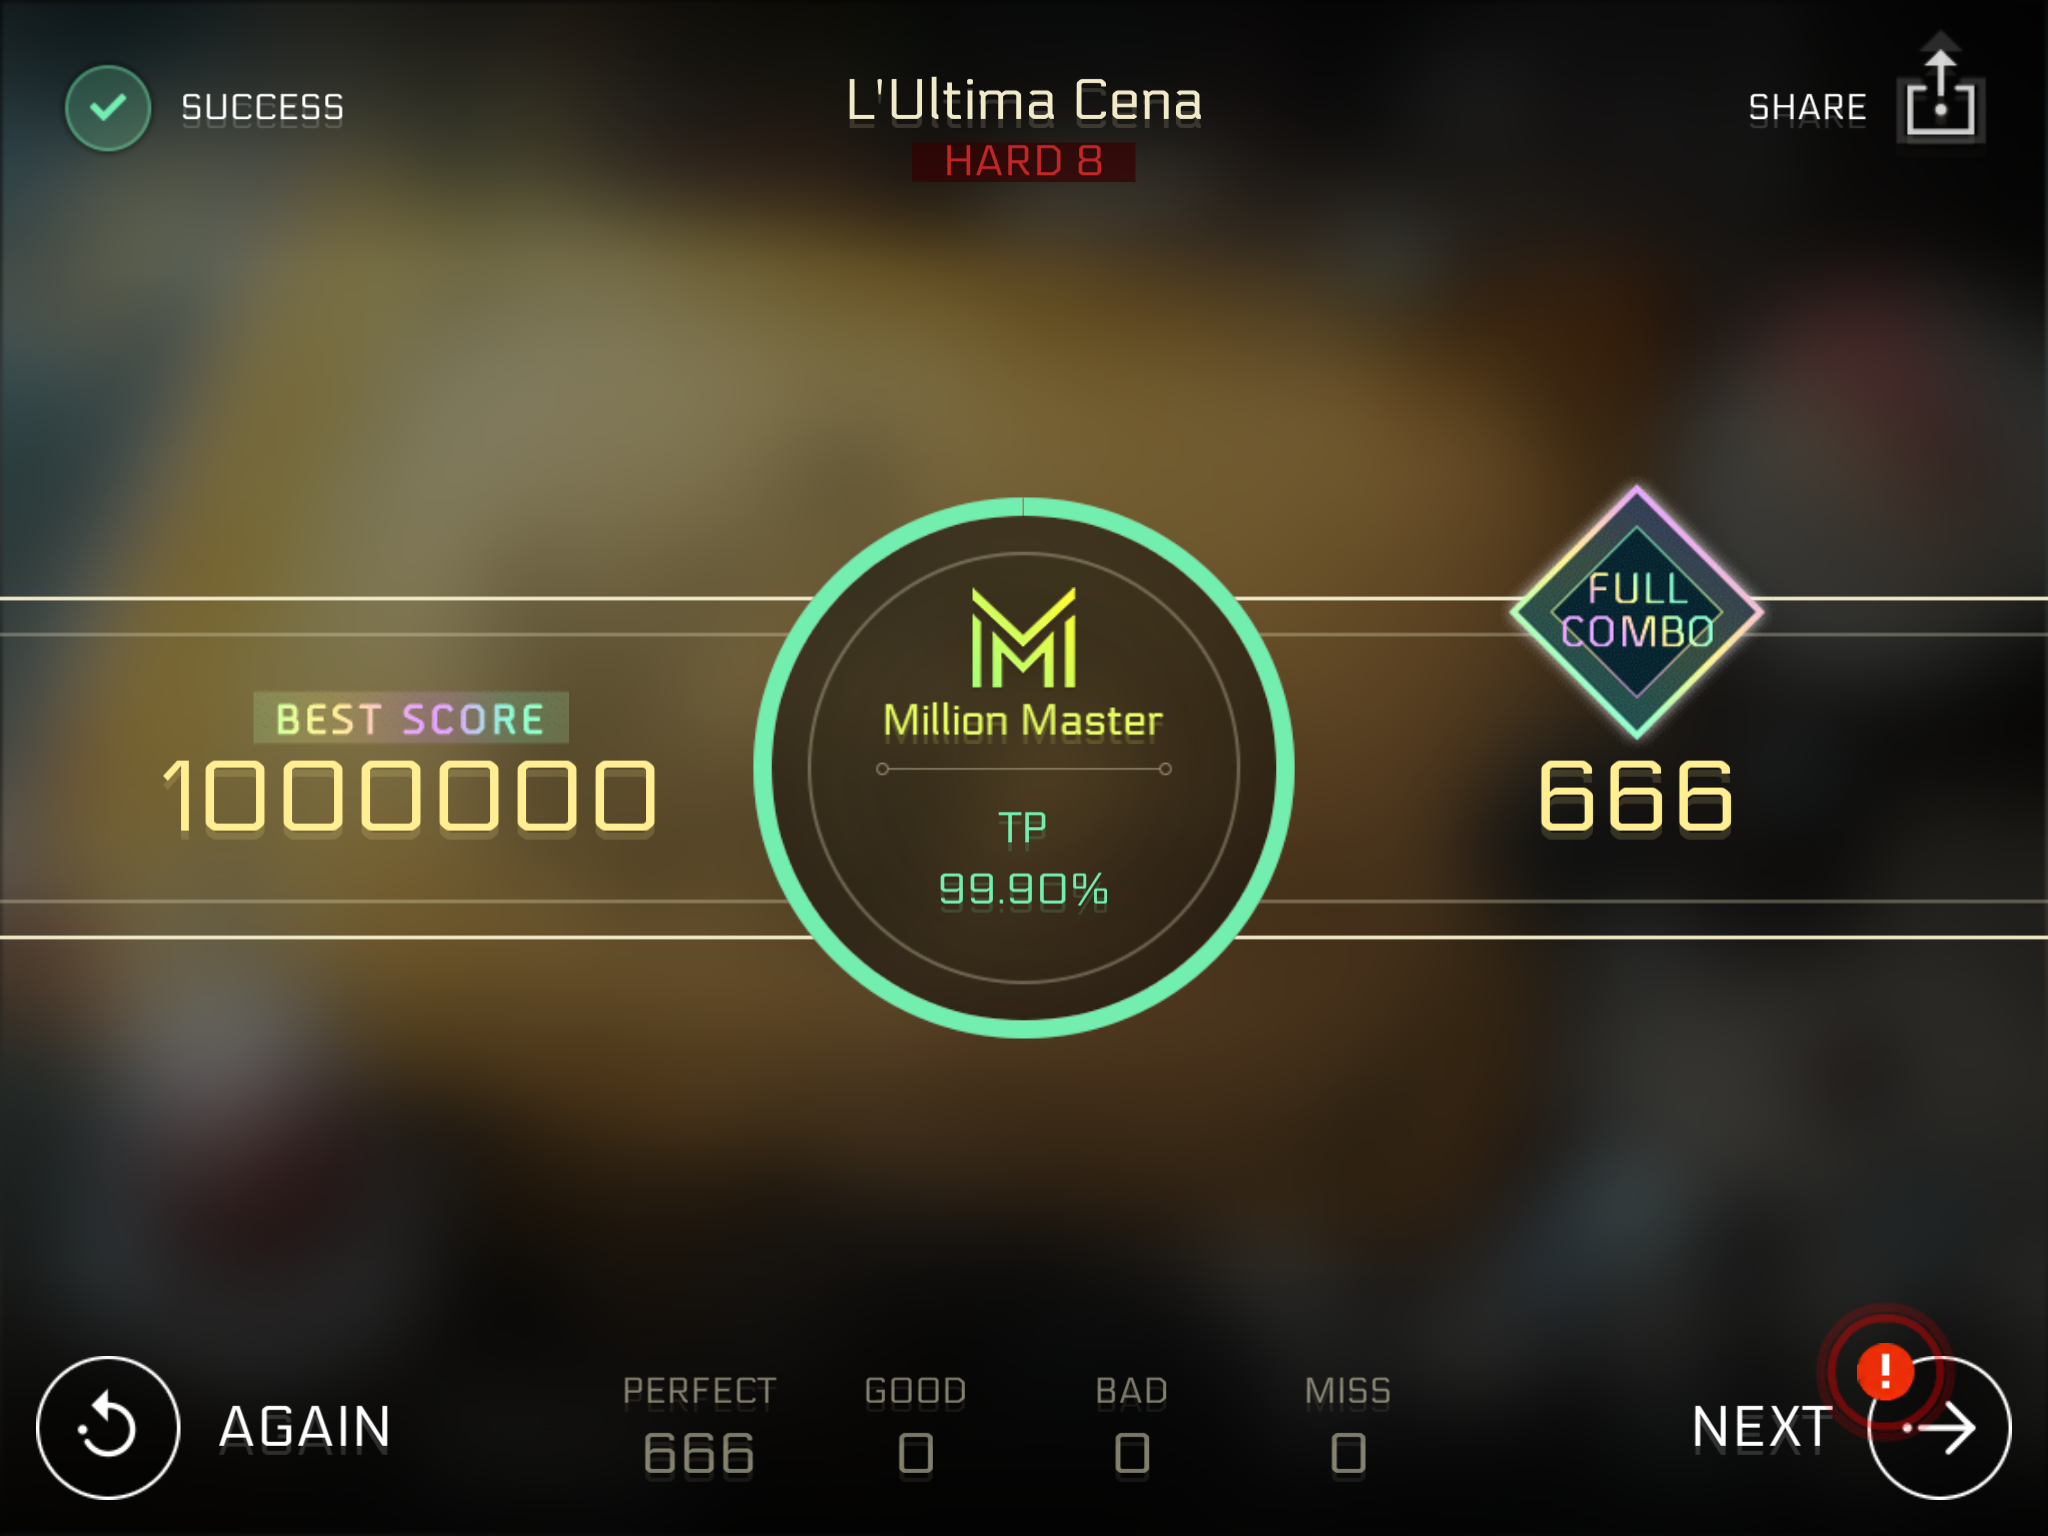 SUCCESS
L'Ultima Cena
HARD 8
SHARE
FULL
COMBO
BEST SCORE
1000000
Million Master
TP
99.90%
666
AGAIN
PERFECT GOOD BAD MISS
666 0 0 0
NEXT
!